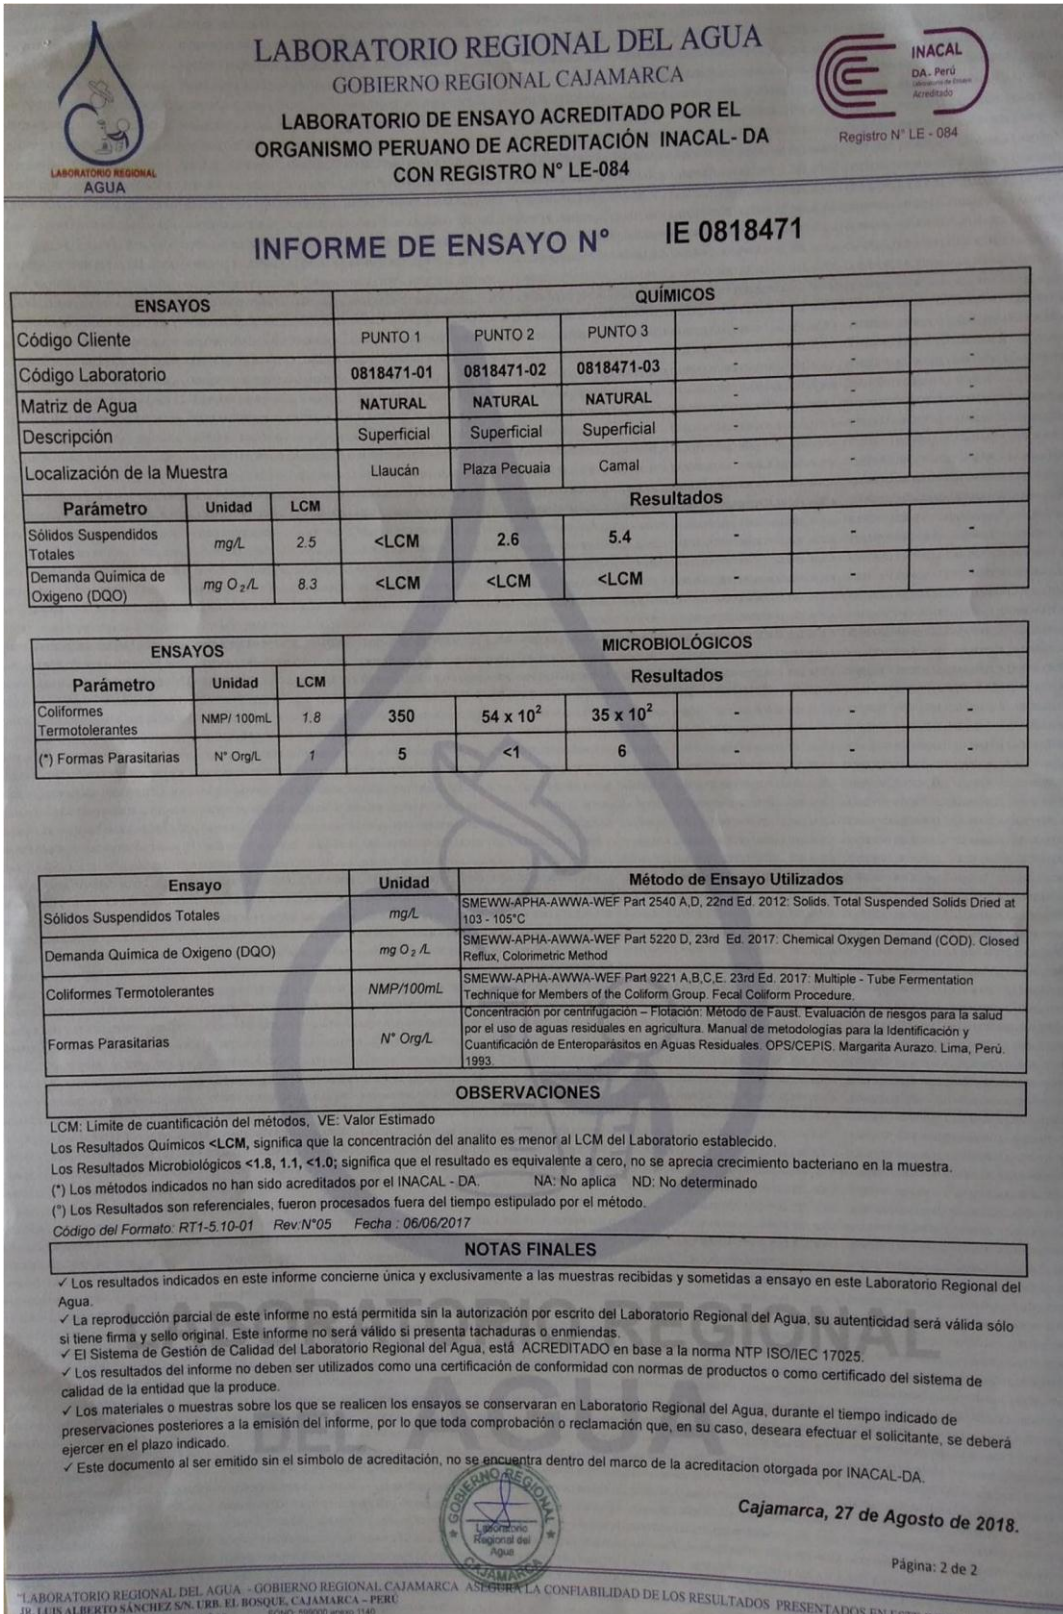 LABORATORIO REGIONAL DEL AGUA
GOBIERNO REGIONAL CAJAMARCA
LABORATORIO DE ENSAYO ACREDITADO POR EL
ORGANISMO PERUANO DE ACREDITACIÓN INACAL- DA
CON REGISTRO N° LE-084
LABORATORIO REGIONAL
AGUA
INACAL
DA - Perú
Laboratorio de Ensayo
Acreditado
Registro N° LE - 084
INFORME DE ENSAYO N° IE 0818471
ENSAYOS QUÍMICOS
Código Cliente PUNTO 1 PUNTO 2 PUNTO 3 - - -
Código Laboratorio 0818471-01 0818471-02 0818471-03 - - -
Matriz de Agua NATURAL NATURAL NATURAL - - -
Descripción Superficial Superficial Superficial - - -
Localización de la Muestra Llaucán Plaza Pecuaia Camal - - -
Parámetro Unidad LCM Resultados
Sólidos Suspendidos Totales mg/L 2.5 <LCM 2.6 5.4 - - -
Demanda Química de Oxigeno (DQO) mg O2/L 8.3 <LCM <LCM <LCM - - -
ENSAYOS MICROBIOLÓGICOS
Parámetro Unidad LCM Resultados
Coliformes Termotolerantes NMP/ 100mL 1.8 350 54 x 10² 35 x 10² - - -
(*) Formas Parasitarias N° Org/L 1 5 <1 6 - - -
Ensayo Unidad Método de Ensayo Utilizados
Sólidos Suspendidos Totales mg/L SMEWW-APHA-AWWA-WEF Part 2540 A,D, 22nd Ed. 2012: Solids. Total Suspended Solids Dried at
103 - 105°C
Demanda Química de Oxigeno (DQO) mg O2 /L SMEWW-APHA-AWWA-WEF Part 5220 D, 23rd Ed. 2017: Chemical Oxygen Demand (COD). Closed
Reflux, Colorimetric Method
Coliformes Termotolerantes NMP/100mL SMEWW-APHA-AWWA-WEF Part 9221 A,B,C,E. 23rd Ed. 2017: Multiple - Tube Fermentation
Technique for Members of the Coliform Group. Fecal Coliform Procedure.
Formas Parasitarias N° Org/L Concentración por centrifugación – Flotación: Método de Faust. Evaluación de riesgos para la salud
por el uso de aguas residuales en agricultura. Manual de metodologías para la Identificación y
Cuantificación de Enteroparásitos en Aguas Residuales. OPS/CEPIS. Margarita Aurazo. Lima, Perú.
1993.
OBSERVACIONES
LCM: Limite de cuantificación del métodos, VE: Valor Estimado
Los Resultados Químicos <LCM, significa que la concentración del analito es menor al LCM del Laboratorio establecido.
Los Resultados Microbiológicos <1.8, 1.1, <1.0; significa que el resultado es equivalente a cero, no se aprecia crecimiento bacteriano en la muestra.
(*) Los métodos indicados no han sido acreditados por el INACAL - DA. NA: No aplica ND: No determinado
(°) Los Resultados son referenciales, fueron procesados fuera del tiempo estipulado por el método.
Código del Formato: RT1-5.10-01 Rev:N°05 Fecha : 06/06/2017
NOTAS FINALES
✓ Los resultados indicados en este informe concierne única y exclusivamente a las muestras recibidas y sometidas a ensayo en este Laboratorio Regional del
Agua.
✓ La reproducción parcial de este informe no está permitida sin la autorización por escrito del Laboratorio Regional del Agua, su autenticidad será válida sólo
si tiene firma y sello original. Este informe no será válido si presenta tachaduras o enmiendas.
✓ El Sistema de Gestión de Calidad del Laboratorio Regional del Agua, está ACREDITADO en base a la norma NTP ISO/IEC 17025.
✓ Los resultados del informe no deben ser utilizados como una certificación de conformidad con normas de productos o como certificado del sistema de
calidad de la entidad que la produce.
✓ Los materiales o muestras sobre los que se realicen los ensayos se conservaran en Laboratorio Regional del Agua, durante el tiempo indicado de
preservaciones posteriores a la emisión del informe, por lo que toda comprobación o reclamación que, en su caso, deseara efectuar el solicitante, se deberá
ejercer en el plazo indicado.
✓ Este documento al ser emitido sin el simbolo de acreditación, no se encuentra dentro del marco de la acreditacion otorgada por INACAL-DA.
GOBIERNO REGIONAL
Laboratorio
Regional del
Agua
CAJAMARCA
Cajamarca, 27 de Agosto de 2018.
Página: 2 de 2
"LABORATORIO REGIONAL DEL AGUA - GOBIERNO REGIONAL CAJAMARCA ASEGURA LA CONFIABILIDAD DE LOS RESULTADOS PRESENTADOS EN
JR. LUIS ALBERTO SÁNCHEZ S/N. URB. EL BOSQUE, CAJAMARCA – PERÚ